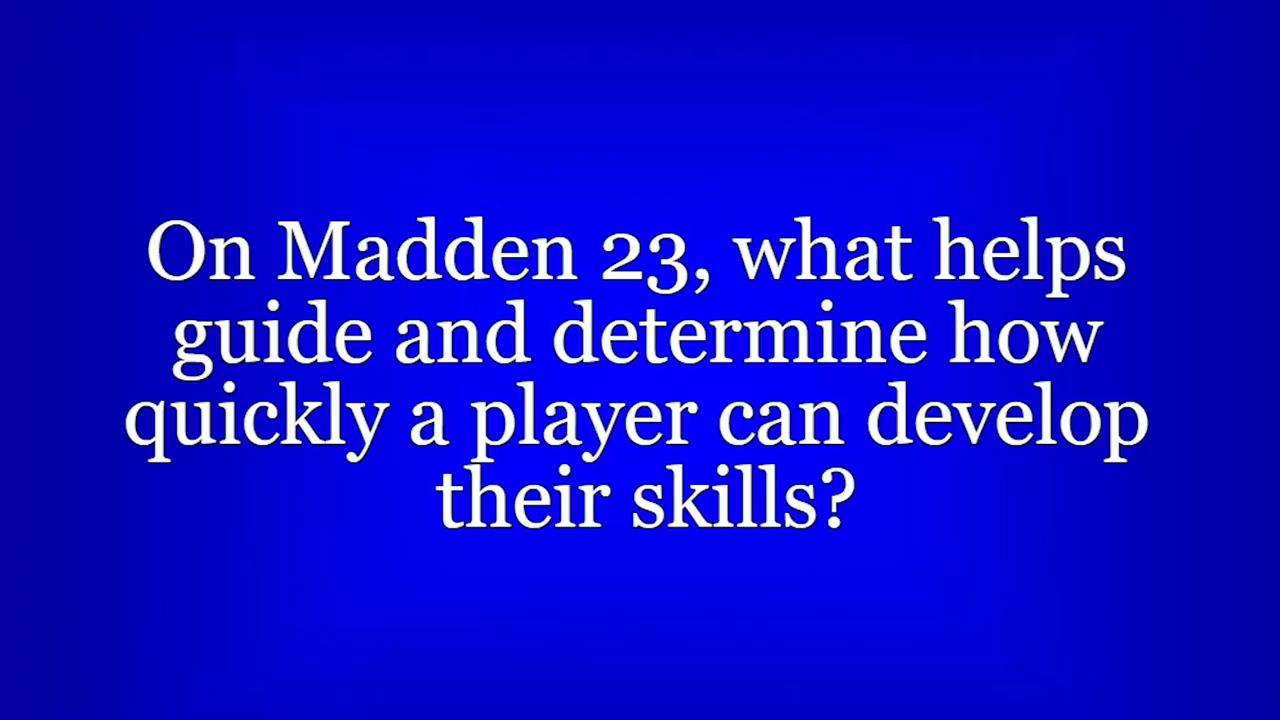 On Madden 23, what helps
guide and determine how
quickly a player can develop
their skills?